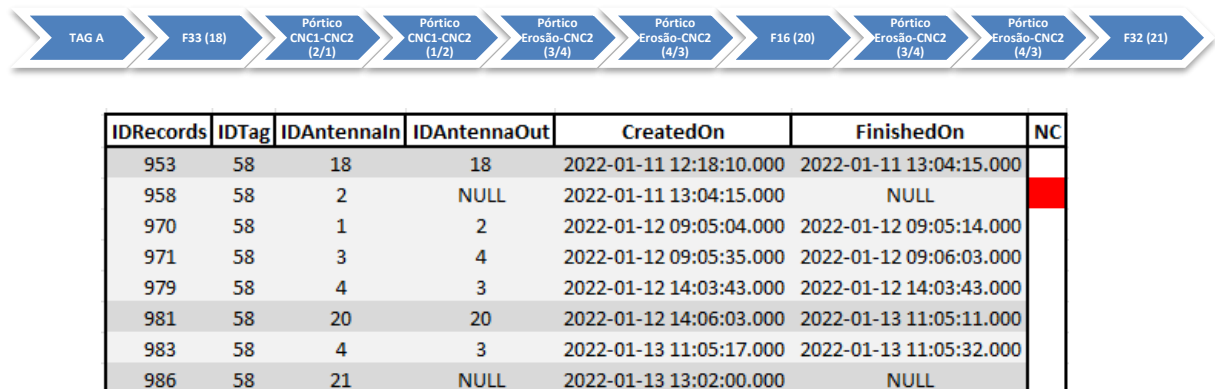 TAG A
F33 (18)
Pórtico
CNC1-CNC2
(2/1)
Pórtico
CNC1-CNC2
(1/2)
Pórtico
Erosão-CNC2
(3/4)
Pórtico
Erosão-CNC2
(4/3)
F16 (20)
Pórtico
Erosão-CNC2
(3/4)
Pórtico
Erosão-CNC2
(4/3)
F32 (21)
IDRecords IDTag IDAntennaIn IDAntennaOut CreatedOn FinishedOn NC
953 58 18 18 2022-01-11 12:18:10.000 2022-01-11 13:04:15.000
958 58 2 NULL 2022-01-11 13:04:15.000 NULL
970 58 1 2 2022-01-12 09:05:04.000 2022-01-12 09:05:14.000
971 58 3 4 2022-01-12 09:05:35.000 2022-01-12 09:06:03.000
979 58 4 3 2022-01-12 14:03:43.000 2022-01-12 14:03:43.000
981 58 20 20 2022-01-12 14:06:03.000 2022-01-13 11:05:11.000
983 58 4 3 2022-01-13 11:05:17.000 2022-01-13 11:05:32.000
986 58 21 NULL 2022-01-13 13:02:00.000 NULL